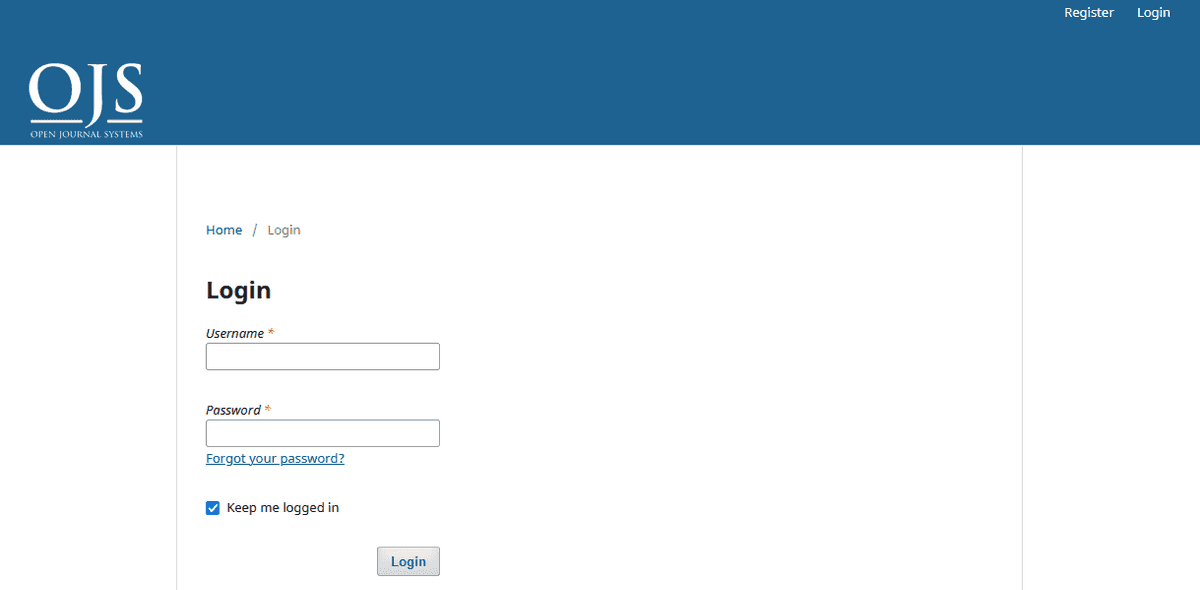 Register Login
OJS
OPEN JOURNAL SYSTEMS
Home / Login
Login
Username *
Password *
Forgot your password?
Keep me logged in
Login